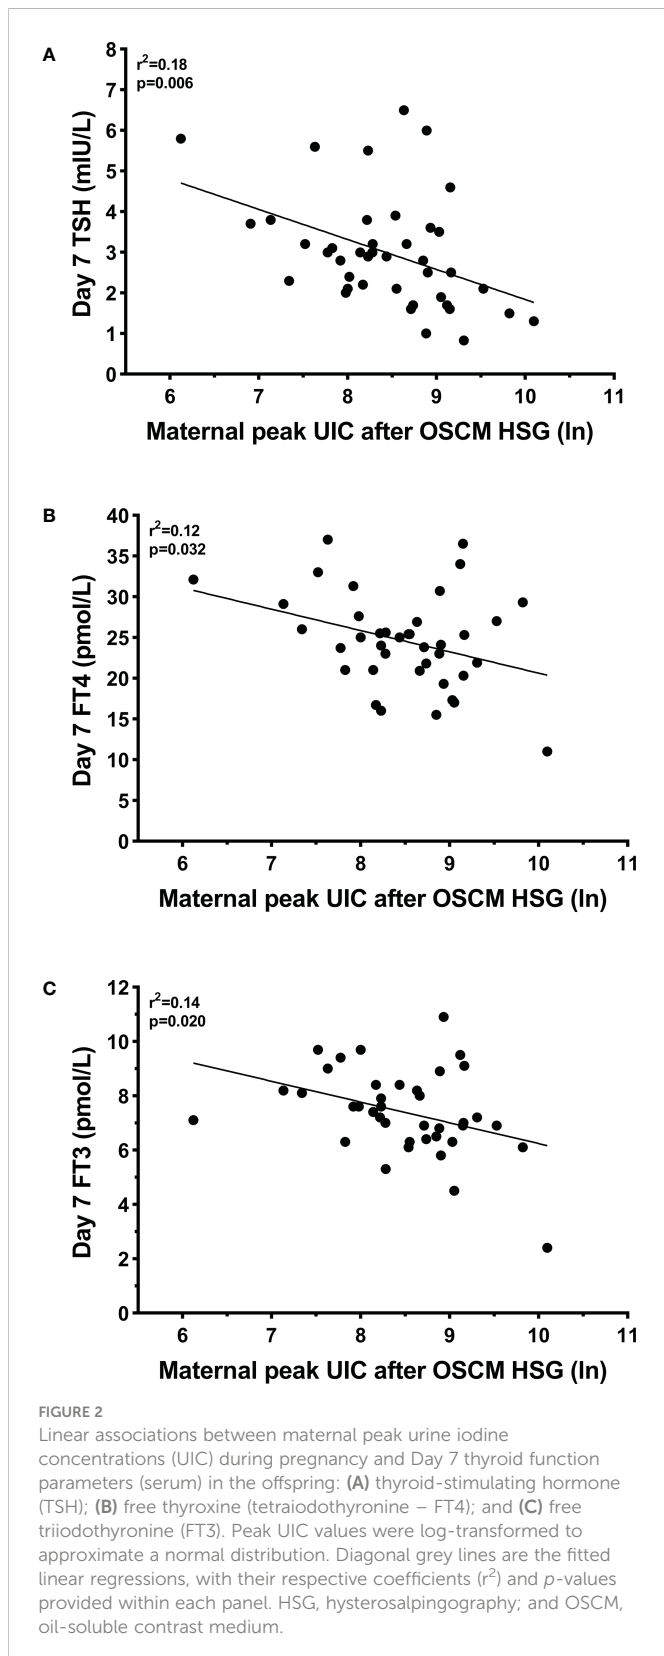 A
r²=0.18
p=0.006
8
7
6
5
4
3
2
1
0
Day 7 TSH (mIU/L)
6 7 8 9 10 11
Maternal peak UIC after OSCM HSG (ln)
B
r²=0.12
p=0.032
40
35
30
25
20
15
10
5
0
Day 7 FT4 (pmol/L)
6 7 8 9 10 11
Maternal peak UIC after OSCM HSG (ln)
C
r²=0.14
p=0.020
12
10
8
6
4
2
0
Day 7 FT3 (pmol/L)
6 7 8 9 10 11
Maternal peak UIC after OSCM HSG (ln)
FIGURE 2
Linear associations between maternal peak urine iodine
concentrations (UIC) during pregnancy and Day 7 thyroid function
parameters (serum) in the offspring: (A) thyroid-stimulating hormone
(TSH); (B) free thyroxine (tetraiodothyronine – FT4); and (C) free
triiodothyronine (FT3). Peak UIC values were log-transformed to
approximate a normal distribution. Diagonal grey lines are the fitted
linear regressions, with their respective coefficients (r²) and p-values
provided within each panel. HSG, hysterosalpingography; and OSCM,
oil-soluble contrast medium.